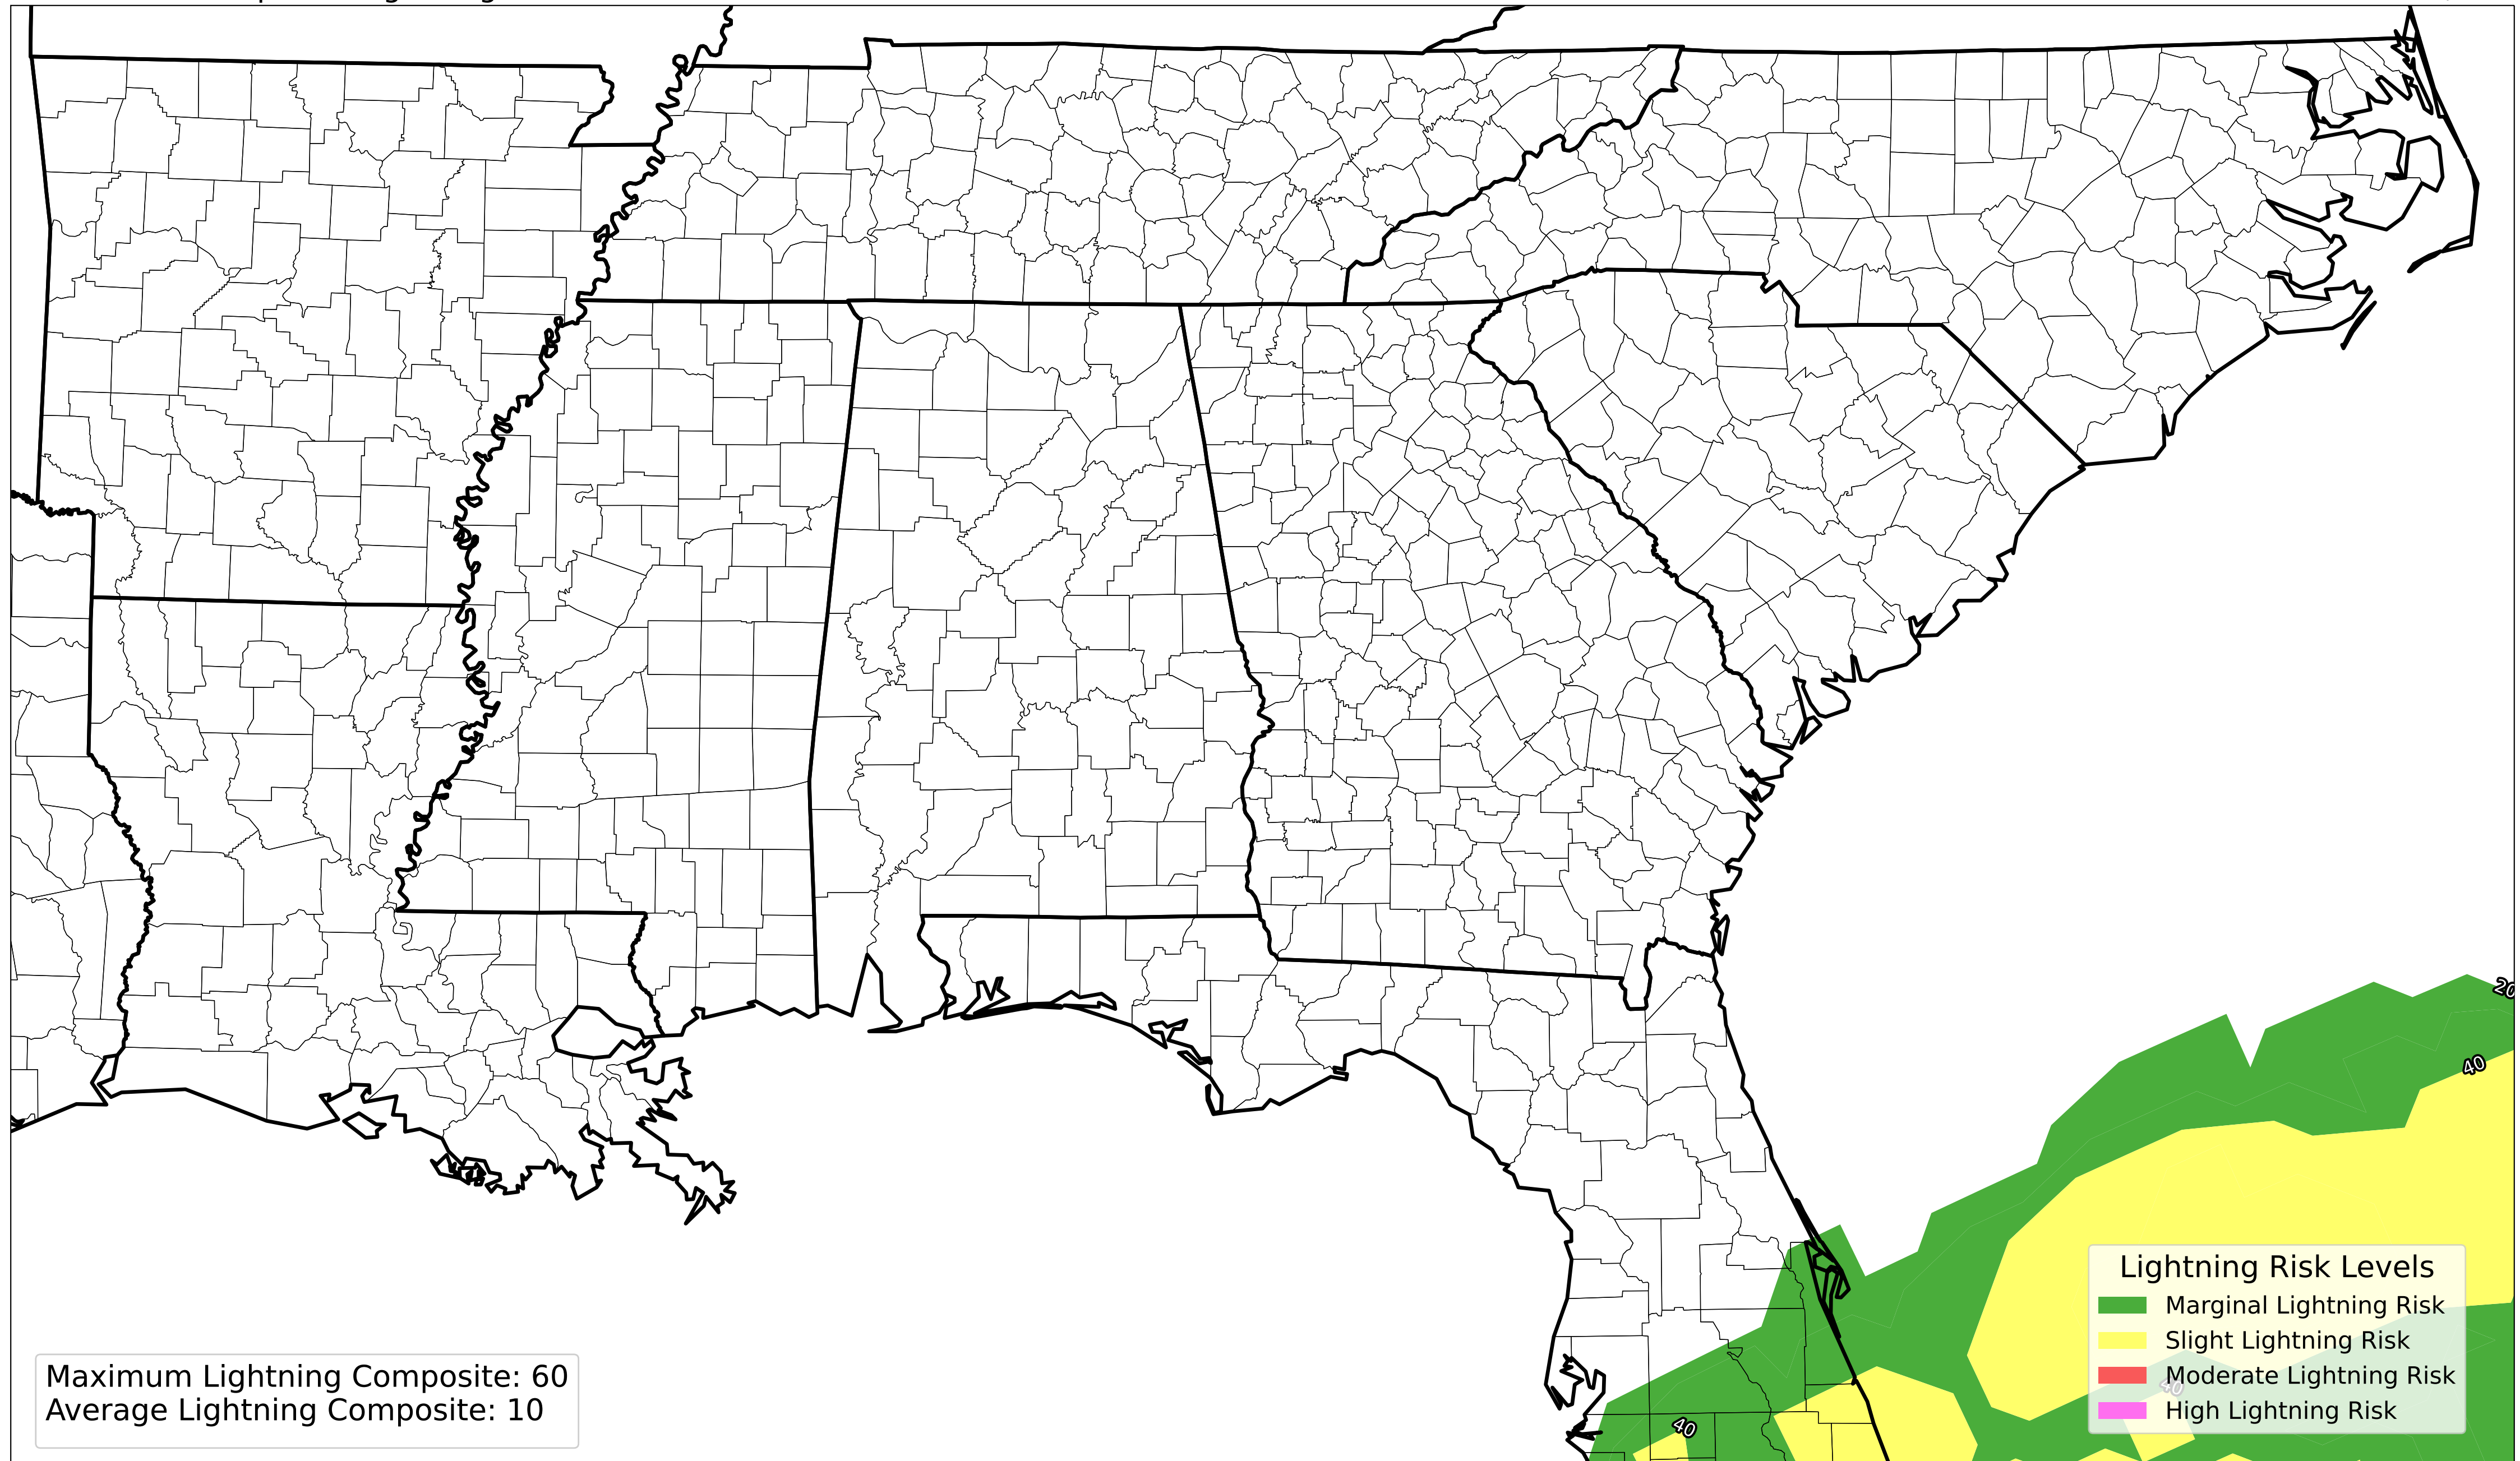 20
40
Lightning Risk Levels
Marginal Lightning Risk
Slight Lightning Risk
Moderate Lightning Risk
High Lightning Risk
40
40
Maximum Lightning Composite: 60
Average Lightning Composite: 10